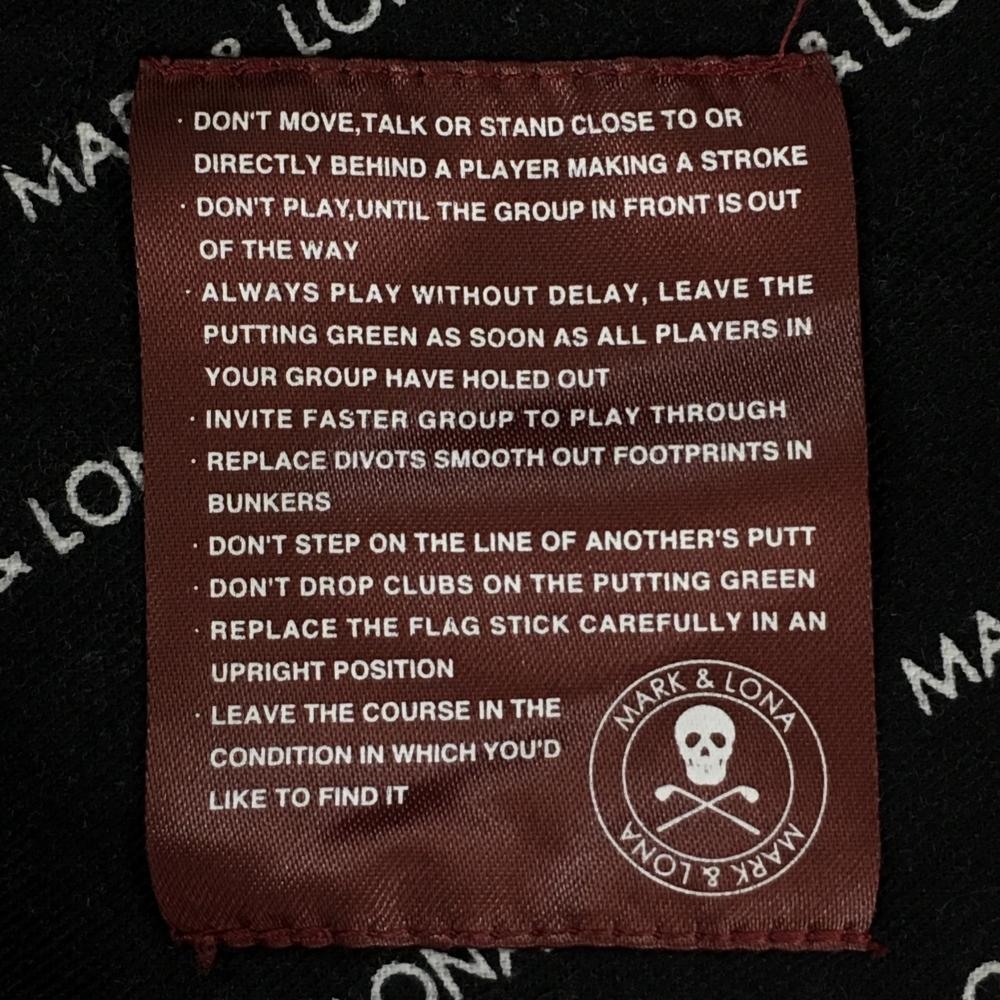 · DON'T MOVE,TALK OR STAND CLOSE TO OR
DIRECTLY BEHIND A PLAYER MAKING A STROKE
· DON'T PLAY,UNTIL THE GROUP IN FRONT IS OUT
OF THE WAY
· ALWAYS PLAY WITHOUT DELAY, LEAVE THE
PUTTING GREEN AS SOON AS ALL PLAYERS IN
YOUR GROUP HAVE HOLED OUT
· INVITE FASTER GROUP TO PLAY THROUGH
· REPLACE DIVOTS SMOOTH OUT FOOTPRINTS IN
BUNKERS
· DON'T STEP ON THE LINE OF ANOTHER'S PUTT
· DON'T DROP CLUBS ON THE PUTTING GREEN
· REPLACE THE FLAG STICK CAREFULLY IN AN
UPRIGHT POSITION
· LEAVE THE COURSE IN THE
CONDITION IN WHICH YOU'D
LIKE TO FIND IT
MARK & LONA
MARK & LONA